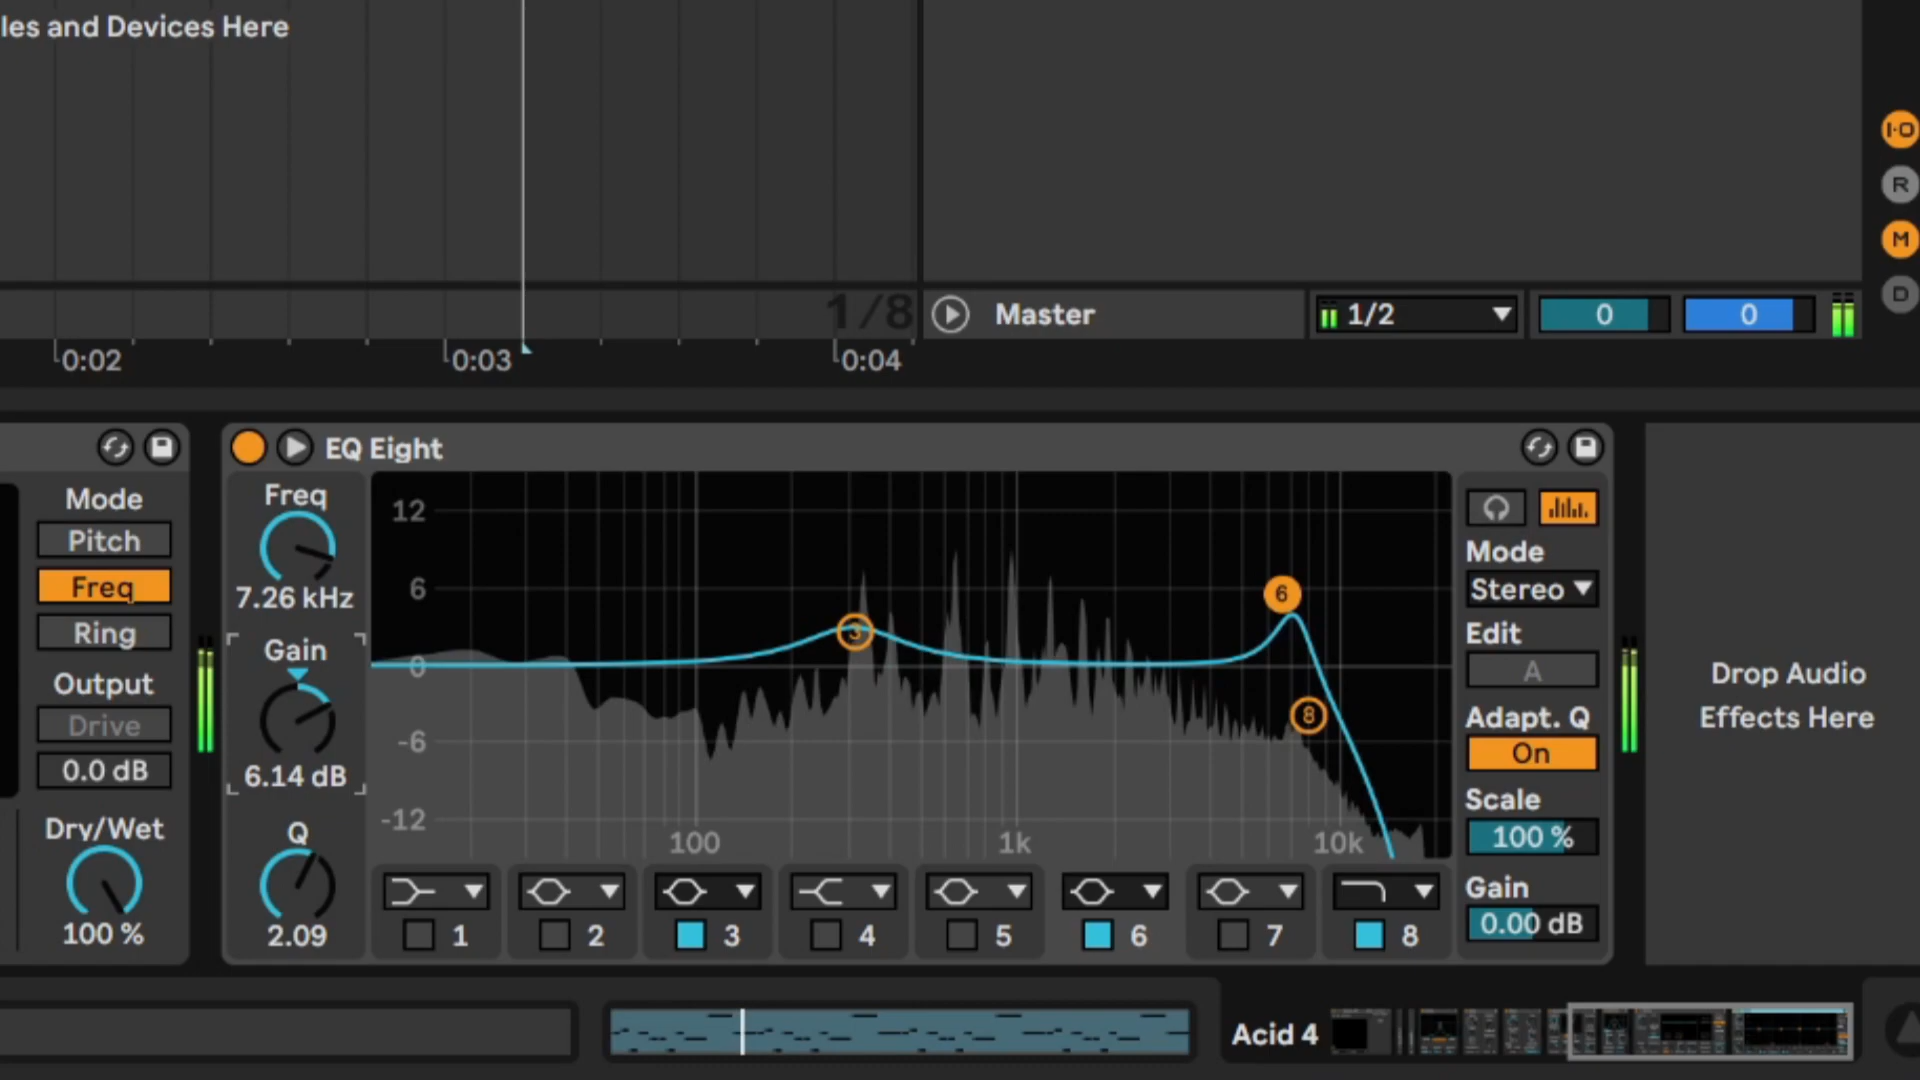 les and Devices Here
I·O
R
M
D
1/8
Master
1/2
0
0
0:02
0:03
0:04
EQ Eight
Mode
Pitch
Freq
Ring
Output
Drive
0.0 dB
Dry/Wet
100 %
Freq
7.26 kHz
Gain
6.14 dB
Q
2.09
12
6
0
-6
-12
100
1k
10k
3
6
8
1
2
3
4
5
6
7
8
Mode
Stereo
Edit
A
Adapt. Q
On
Scale
100 %
Gain
0.00 dB
Drop Audio
Effects Here
Acid 4